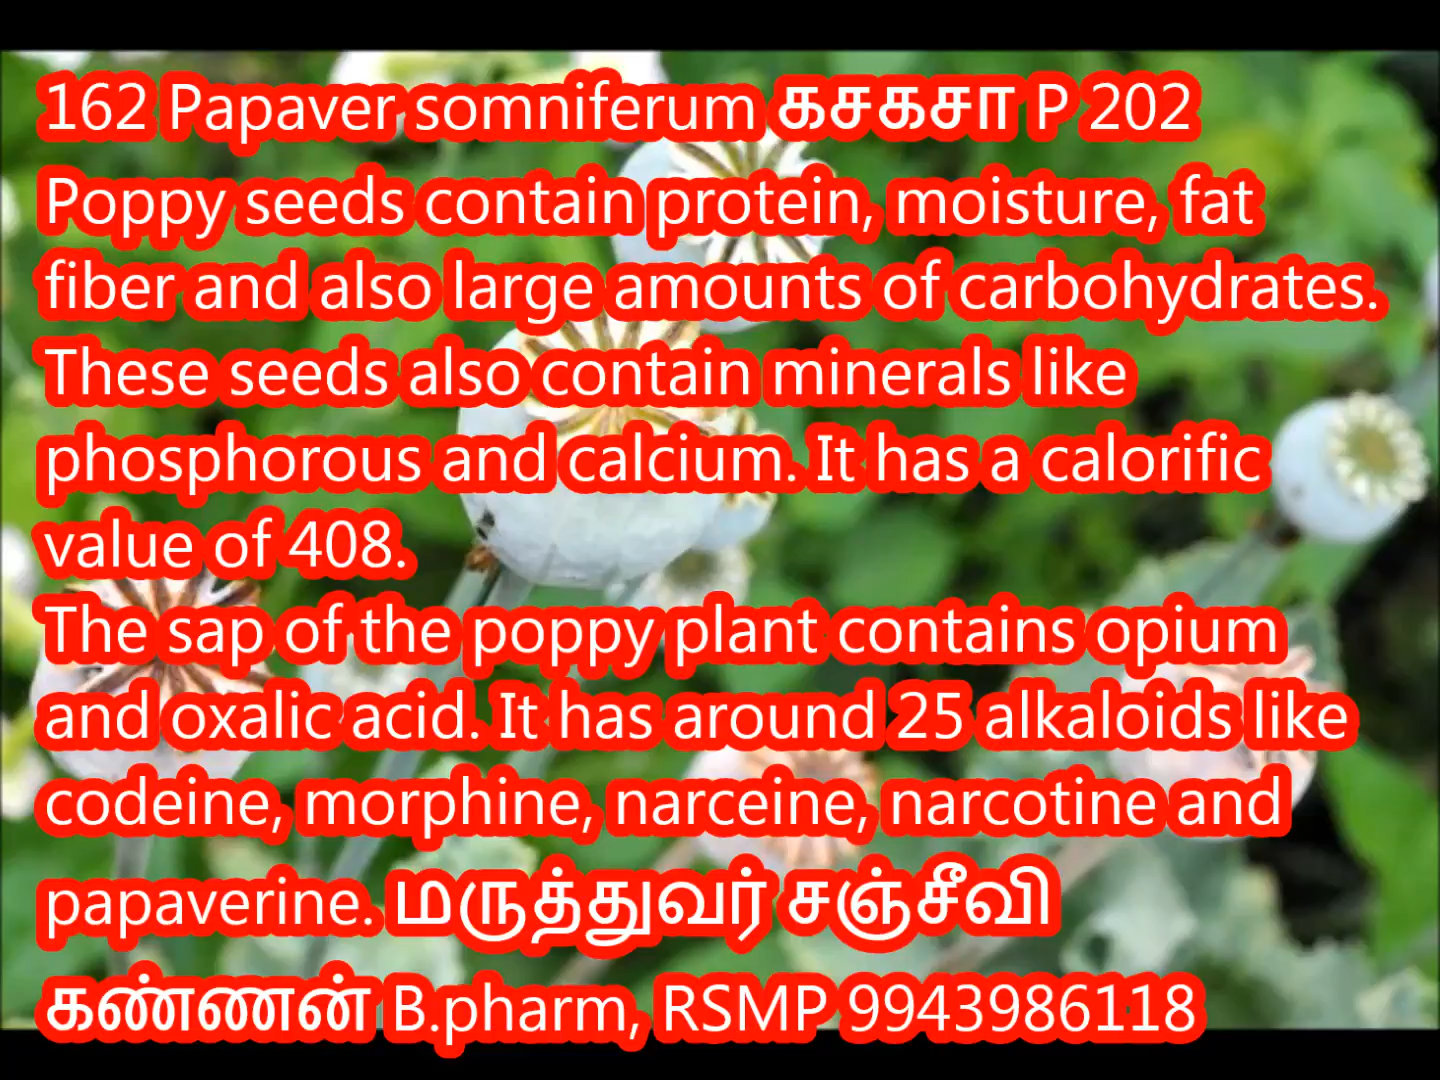 162 Papaver somniferum கசகசா P 202
Poppy seeds contain protein, moisture, fat
fiber and also large amounts of carbohydrates.
These seeds also contain minerals like
phosphorous and calcium. It has a calorific
value of 408.
The sap of the poppy plant contains opium
and oxalic acid. It has around 25 alkaloids like
codeine, morphine, narceine, narcotine and
papaverine. மருத்துவர் சஞ்சீவி
கண்ணன் B.pharm, RSMP 9943986118